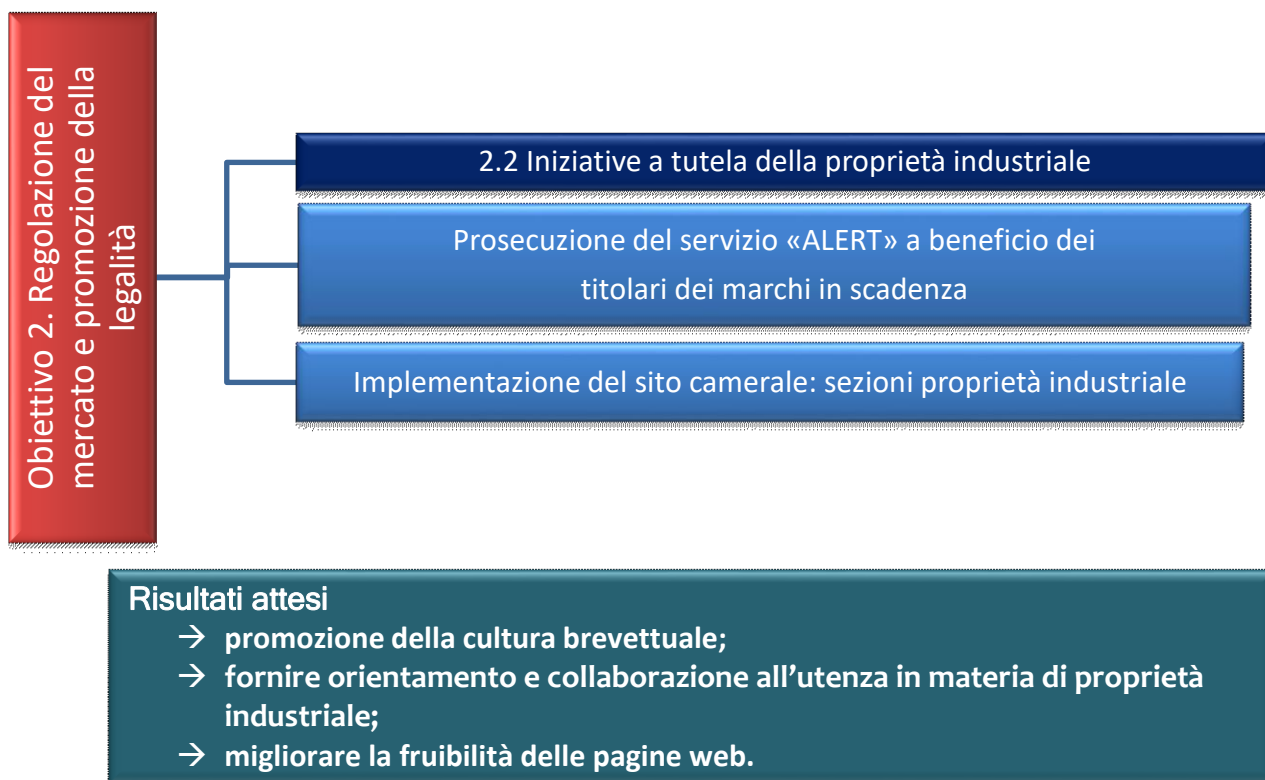 Obiettivo 2. Regolazione del
mercato e promozione della
legalità
2.2 Iniziative a tutela della proprietà industriale
Prosecuzione del servizio «ALERT» a beneficio dei
titolari dei marchi in scadenza
Implementazione del sito camerale: sezioni proprietà industriale
Risultati attesi
→ promozione della cultura brevettuale;
→ fornire orientamento e collaborazione all’utenza in materia di proprietà
industriale;
→ migliorare la fruibilità delle pagine web.